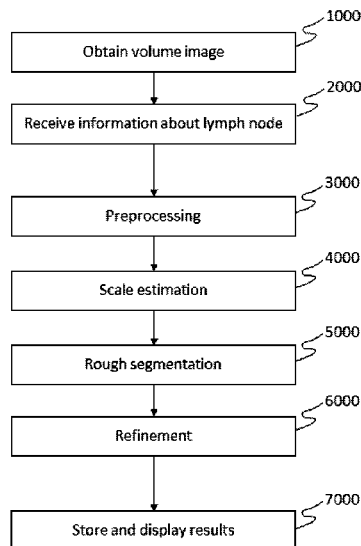 1000
Obtain volume image
2000
Receive information about lymph node
3000
Preprocessing
4000
Scale estimation
5000
Rough segmentation
6000
Refinement
7000
Store and display results